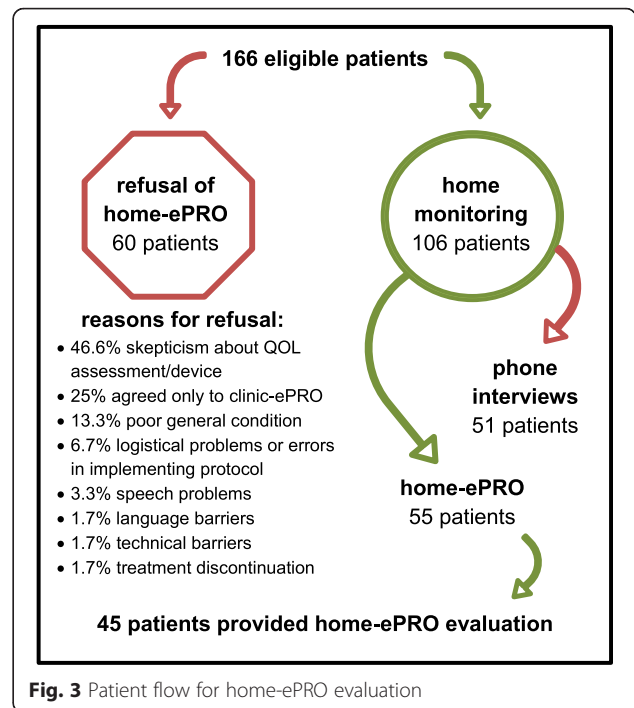 166 eligible patients
refusal of
home-ePRO
60 patients
home
monitoring
106 patients
reasons for refusal:
• 46.6% skepticism about QOL
assessment/device
• 25% agreed only to clinic-ePRO
• 13.3% poor general condition
• 6.7% logistical problems or errors
in implementing protocol
• 3.3% speech problems
• 1.7% language barriers
• 1.7% technical barriers
• 1.7% treatment discontinuation
phone
interviews
51 patients
home-ePRO
55 patients
45 patients provided home-ePRO evaluation
Fig. 3 Patient flow for home-ePRO evaluation